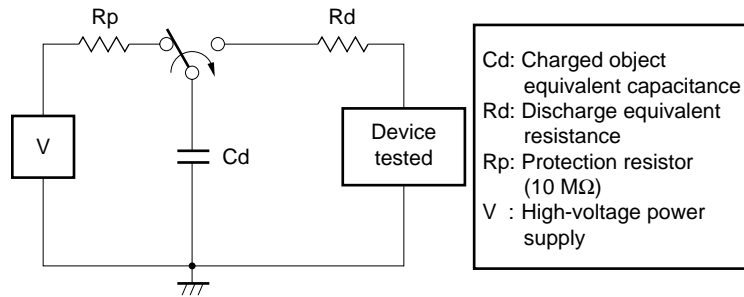 Rp
Rd
V
Cd
Device
tested
Cd: Charged object
equivalent capacitance
Rd: Discharge equivalent
resistance
Rp: Protection resistor
(10 MΩ)
V : High-voltage power
supply